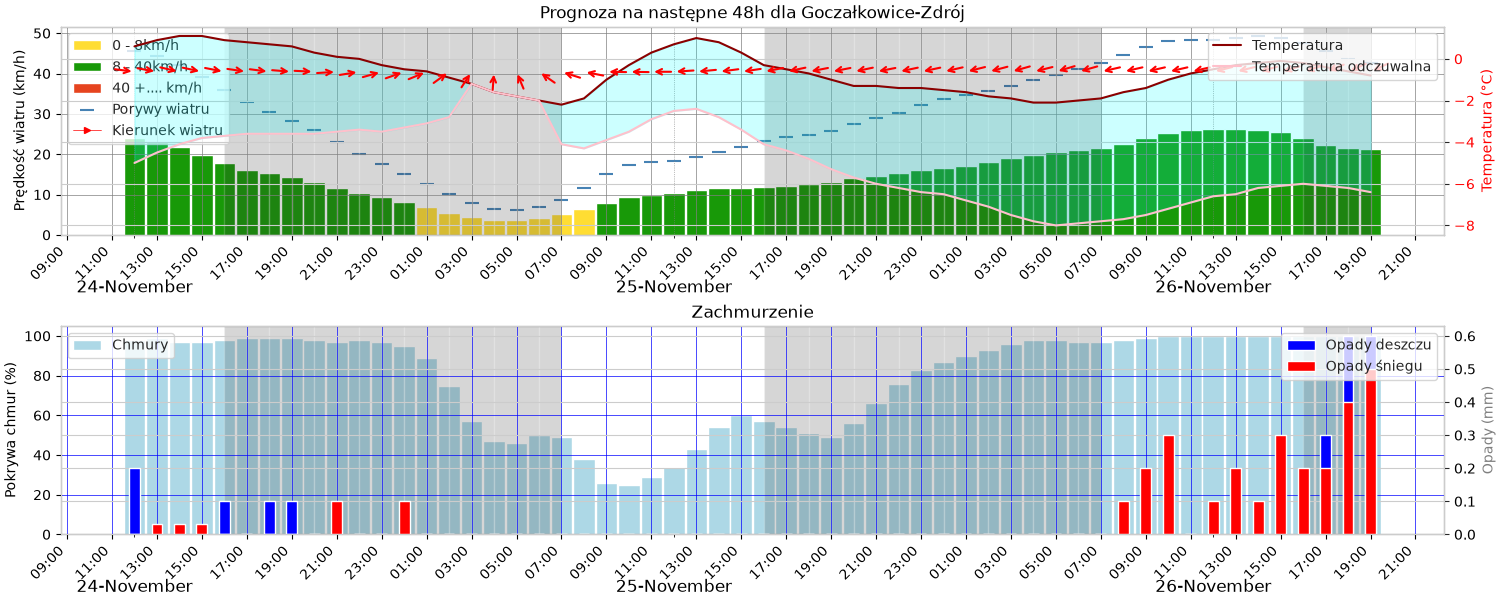 Prognoza na następne 48h dla Goczałkowice-Zdrój
Prędkość wiatru (km/h)
50
40
30
20
10
0
0 - 8km/h
8 - 40km/h
40 +.... km/h
Porywy wiatru
Kierunek wiatru
Temperatura
Temperatura odczuwalna
0
−2
−4
−6
−8
Temperatura (°C)
09:00 11:00 13:00 15:00 17:00 19:00 21:00 23:00 01:00 03:00 05:00 07:00 09:00 11:00 13:00 15:00 17:00 19:00 21:00 23:00 01:00 03:00 05:00 07:00 09:00 11:00 13:00 15:00 17:00 19:00 21:00
24-November 25-November 26-November
Zachmurzenie
Pokrywa chmur (%)
100
80
60
40
20
0
Chmury
Opady deszczu
Opady śniegu
0.6
0.5
0.4
0.3
0.2
0.1
0.0
Opady (mm)
09:00 11:00 13:00 15:00 17:00 19:00 21:00 23:00 01:00 03:00 05:00 07:00 09:00 11:00 13:00 15:00 17:00 19:00 21:00 23:00 01:00 03:00 05:00 07:00 09:00 11:00 13:00 15:00 17:00 19:00 21:00
24-November 25-November 26-November